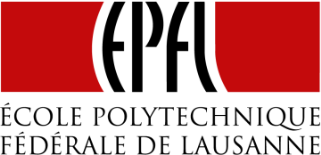 EPFL
ÉCOLE POLYTECHNIQUE
FÉDÉRALE DE LAUSANNE